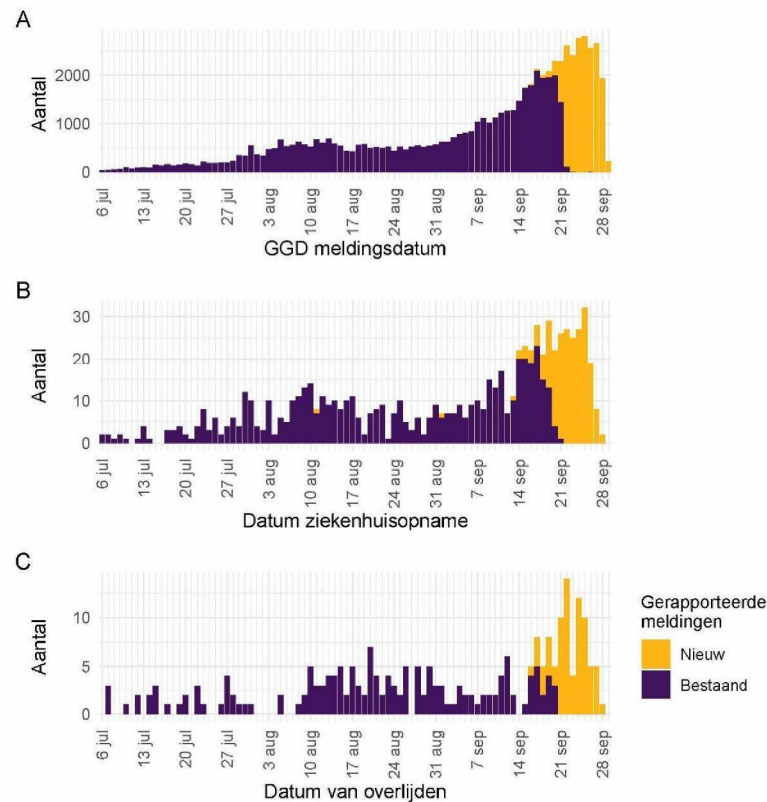 A
Aantal
2000
1000
0
6 jul
13 jul
20 jul
27 jul
3 aug
10 aug
17 aug
24 aug
31 aug
7 sep
14 sep
21 sep
28 sep
GGD meldingsdatum
B
Aantal
30
20
10
0
6 jul
13 jul
20 jul
27 jul
3 aug
10 aug
17 aug
24 aug
31 aug
7 sep
14 sep
21 sep
28 sep
Datum ziekenhuisopname
C
Aantal
10
5
0
6 jul
13 jul
20 jul
27 jul
3 aug
10 aug
17 aug
24 aug
31 aug
7 sep
14 sep
21 sep
28 sep
Datum van overlijden
Gerapporteerde
meldingen
Nieuw
Bestaand